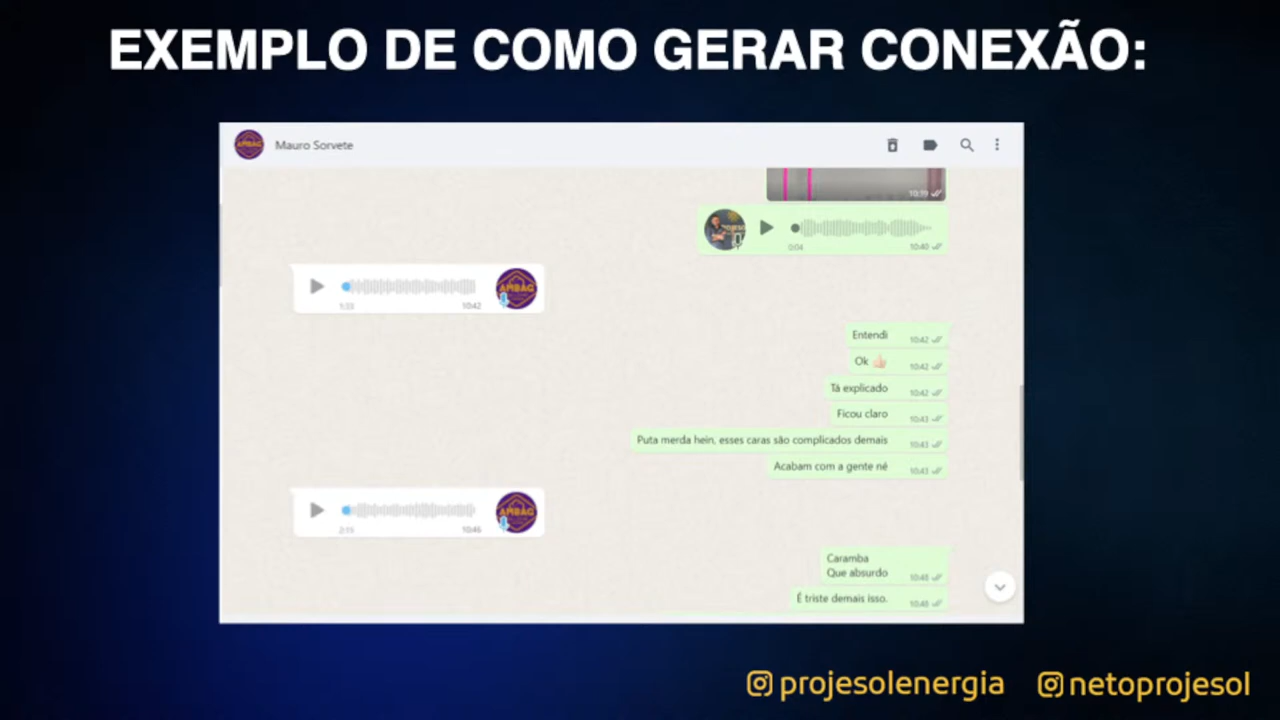 EXEMPLO DE COMO GERAR CONEXÃO:
Mauro Sorvete
10:39
0:04
10:40
AMBAG
1:33
10:42
Entendi
10:42
Ok 👍🏻
10:42
Tá explicado
10:42
Ficou claro
10:43
Puta merda hein, esses caras são complicados demais
10:43
Acabam com a gente né
10:43
AMBAG
2:15
10:46
Caramba
Que absurdo
10:48
É triste demais isso.
10:48
projesolenergia
netoprojesol